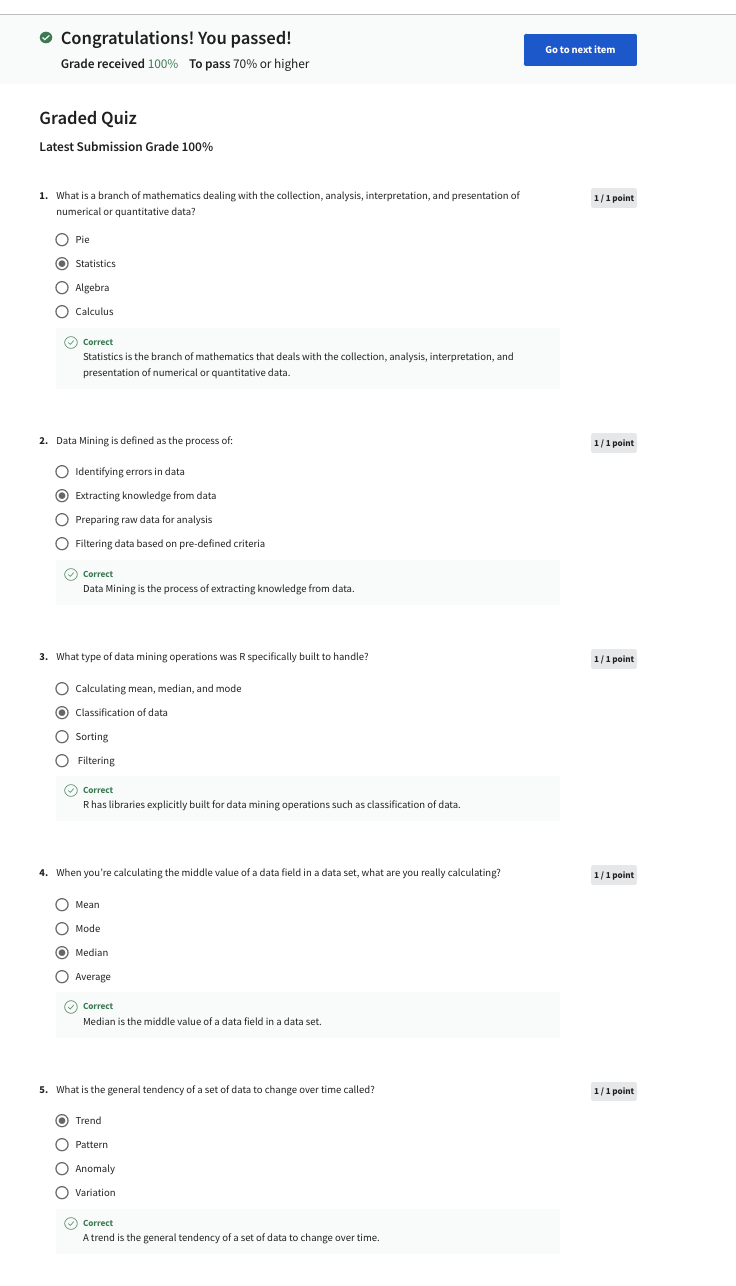 Congratulations! You passed!
Go to next item
Grade received 100% To pass 70% or higher
Graded Quiz
Latest Submission Grade 100%
1. What is a branch of mathematics dealing with the collection, analysis, interpretation, and presentation of
numerical or quantitative data?
1 / 1 point
Pie
Statistics
Algebra
Calculus
Correct
Statistics is the branch of mathematics that deals with the collection, analysis, interpretation, and
presentation of numerical or quantitative data.
2. Data Mining is defined as the process of:
1 / 1 point
Identifying errors in data
Extracting knowledge from data
Preparing raw data for analysis
Filtering data based on pre-defined criteria
Correct
Data Mining is the process of extracting knowledge from data.
3. What type of data mining operations was R specifically built to handle?
1 / 1 point
Calculating mean, median, and mode
Classification of data
Sorting
Filtering
Correct
R has libraries explicitly built for data mining operations such as classification of data.
4. When you're calculating the middle value of a data field in a data set, what are you really calculating?
1 / 1 point
Mean
Mode
Median
Average
Correct
Median is the middle value of a data field in a data set.
5. What is the general tendency of a set of data to change over time called?
1 / 1 point
Trend
Pattern
Anomaly
Variation
Correct
A trend is the general tendency of a set of data to change over time.